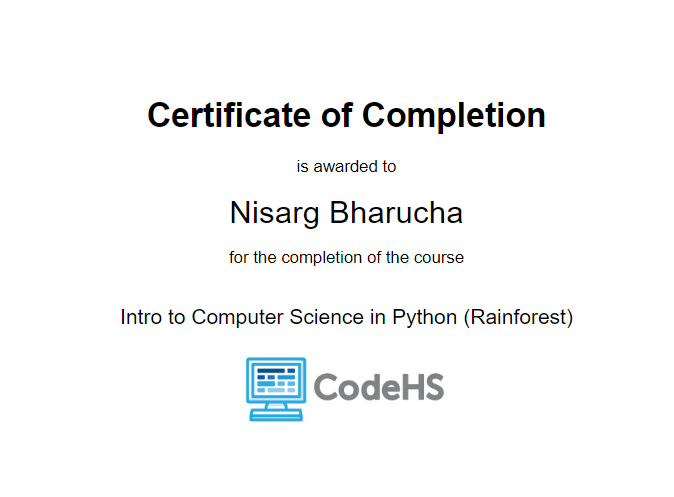 Certificate of Completion
is awarded to
Nisarg Bharucha
for the completion of the course
Intro to Computer Science in Python (Rainforest)
CodeHS